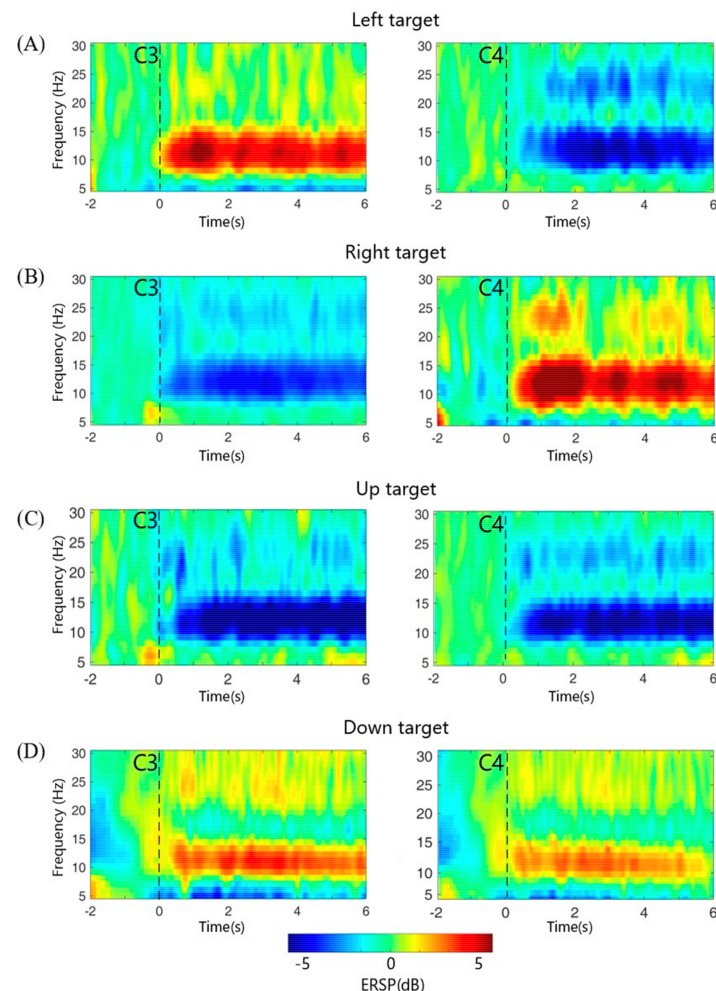 Left target
(A)
C3
C4
Frequency (Hz)
30
25
20
15
10
5
-2 0 2 4 6
Time(s)
30
25
20
15
10
5
-2 0 2 4 6
Time(s)
Right target
(B)
C3
C4
Frequency (Hz)
30
25
20
15
10
5
-2 0 2 4 6
Time(s)
30
25
20
15
10
5
-2 0 2 4 6
Time(s)
Up target
(C)
C3
C4
Frequency (Hz)
30
25
20
15
10
5
-2 0 2 4 6
Time(s)
30
25
20
15
10
5
-2 0 2 4 6
Time(s)
Down target
(D)
C3
C4
Frequency (Hz)
30
25
20
15
10
5
-2 0 2 4 6
Time(s)
30
25
20
15
10
5
-2 0 2 4 6
Time(s)
-5 0 5
ERSP(dB)